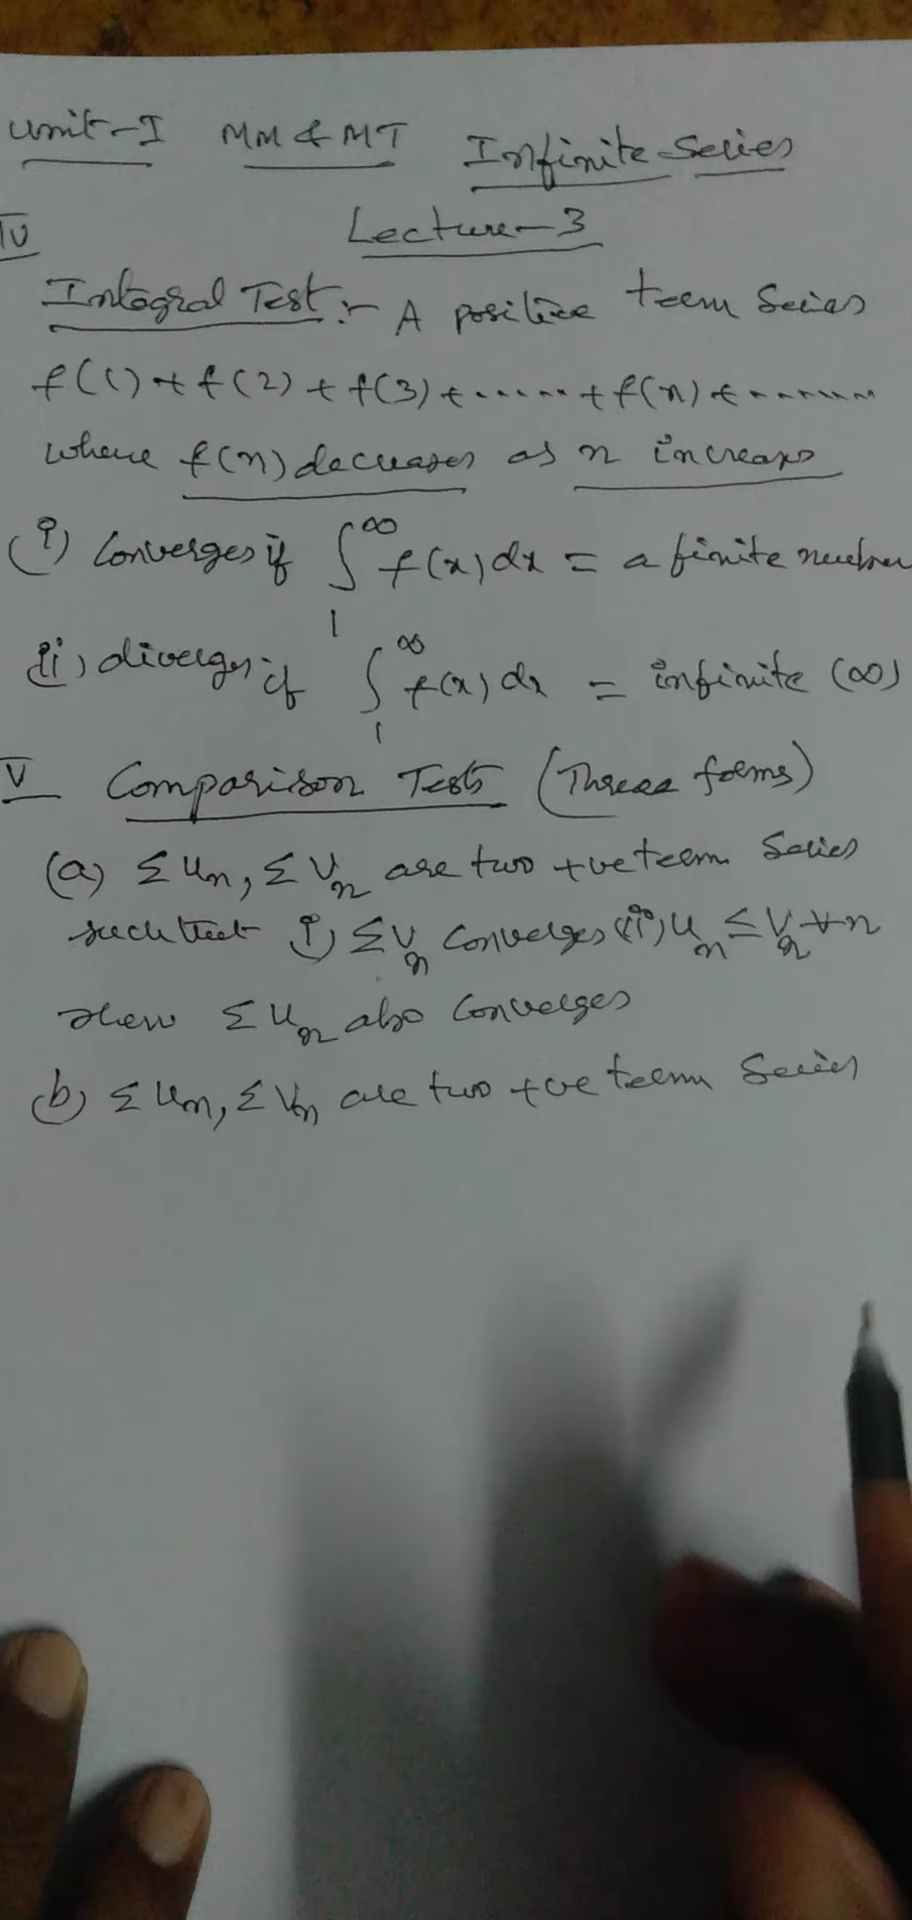 Unit-I MM & MT Infinite-Series
Lecture-3
IV
Integral Test:- A positive term Series
f(1) + f(2) + f(3) + ...... + f(n) + .......
where f(n) decreases as n increases
(i) Converges if ∫₁^∞ f(x) dx = a finite number
(ii) diverges if ∫₁^∞ f(x) dx = infinite (∞)
V Comparison Tests (Three forms)
(a) Σ Un, Σ Vn are two +ve term Series
such that i) Σ Vn Converges (ii) Un ≤ Vn ∀ n
then Σ Un also Converges
(b) Σ Un, Σ Vn are two +ve term Series